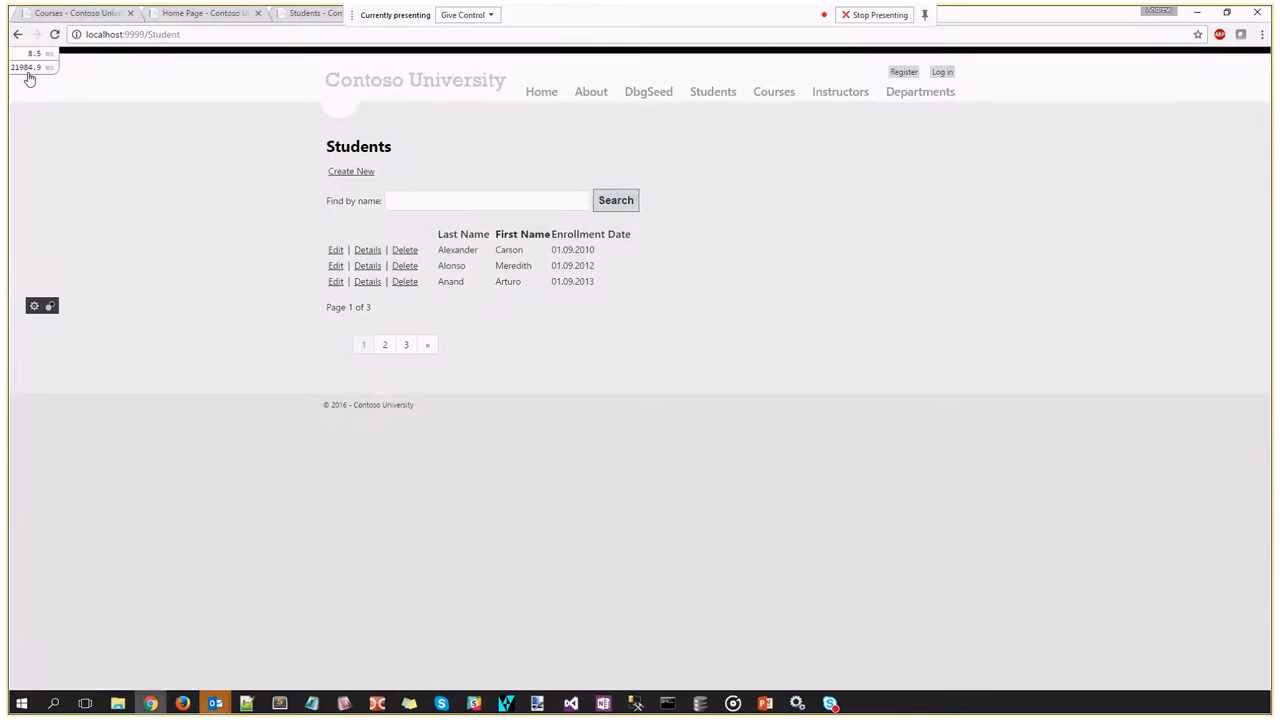 Courses - Contoso Unive
Home Page - Contoso U
Students - Con
Currently presenting
Give Control
Stop Presenting
Andrew
localhost:9999/Student
ABP
8.5 ms
21984.9 ms
Contoso University
Register
Log in
Home
About
DbgSeed
Students
Courses
Instructors
Departments
Students
Create New
Find by name:
Search
Last Name First Name Enrollment Date
Edit | Details | Delete Alexander Carson 01.09.2010
Edit | Details | Delete Alonso Meredith 01.09.2012
Edit | Details | Delete Anand Arturo 01.09.2013
Page 1 of 3
1 2 3 »
© 2016 - Contoso University